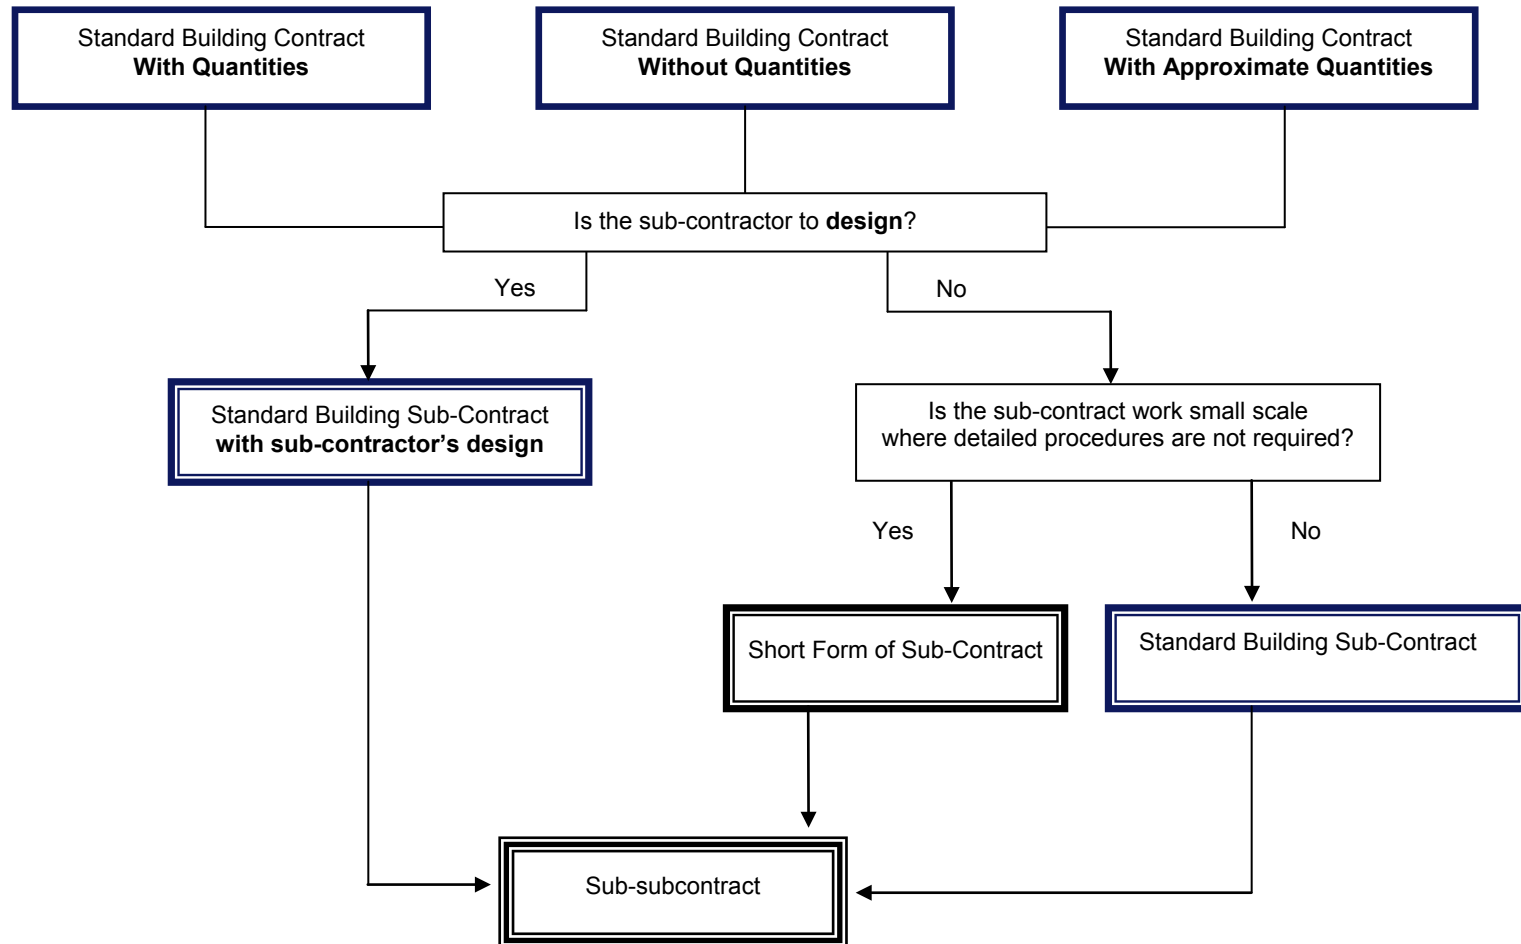 Standard Building Contract
With Quantities
Standard Building Contract
Without Quantities
Standard Building Contract
With Approximate Quantities
Is the sub-contractor to design?
Yes
No
Standard Building Sub-Contract
with sub-contractor’s design
Is the sub-contract work small scale
where detailed procedures are not required?
Yes
No
Short Form of Sub-Contract
Standard Building Sub-Contract
Sub-subcontract